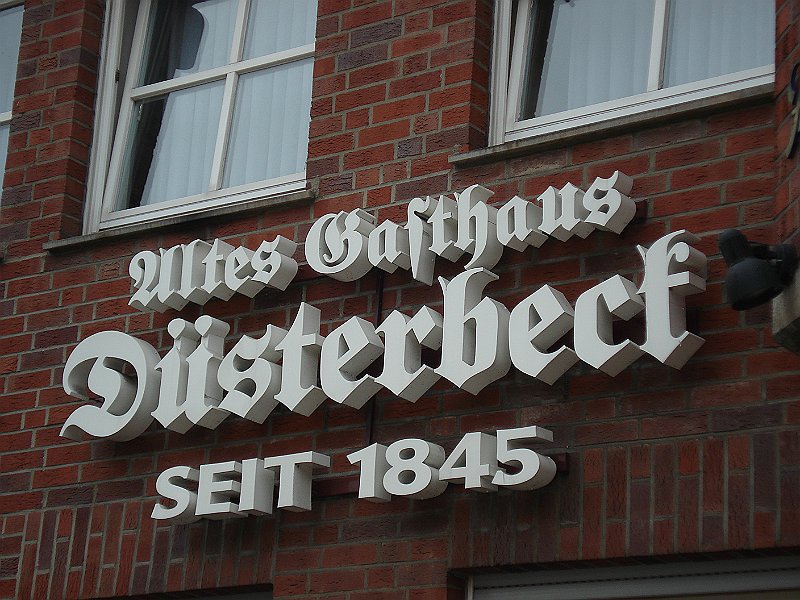 Altes Gaſthaus
Düsterbeck
SEIT 1845